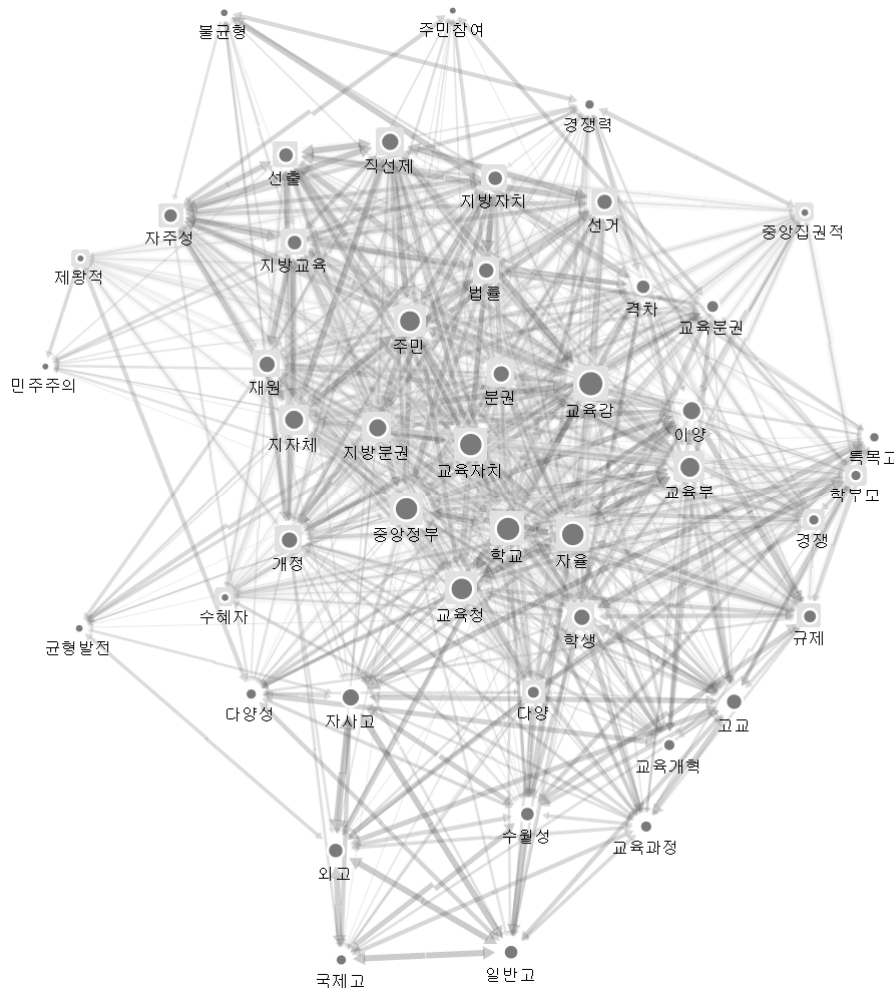 불균형
주민참여
경쟁력
선출
직선제
지방자치
선거
자주성
중앙집권적
지방교육
제왕적
법률
격차
교육분권
주민
민주주의
재원
분권
교육감
지자체
지방분권
이양
교육자치
특목고
교육부
학부모
중앙정부
경쟁
개정
학교
자율
수혜자
교육청
학생
규제
균형발전
다양성
자사고
다양
고교
교육개혁
수월성
교육과정
외고
국제고
일반고